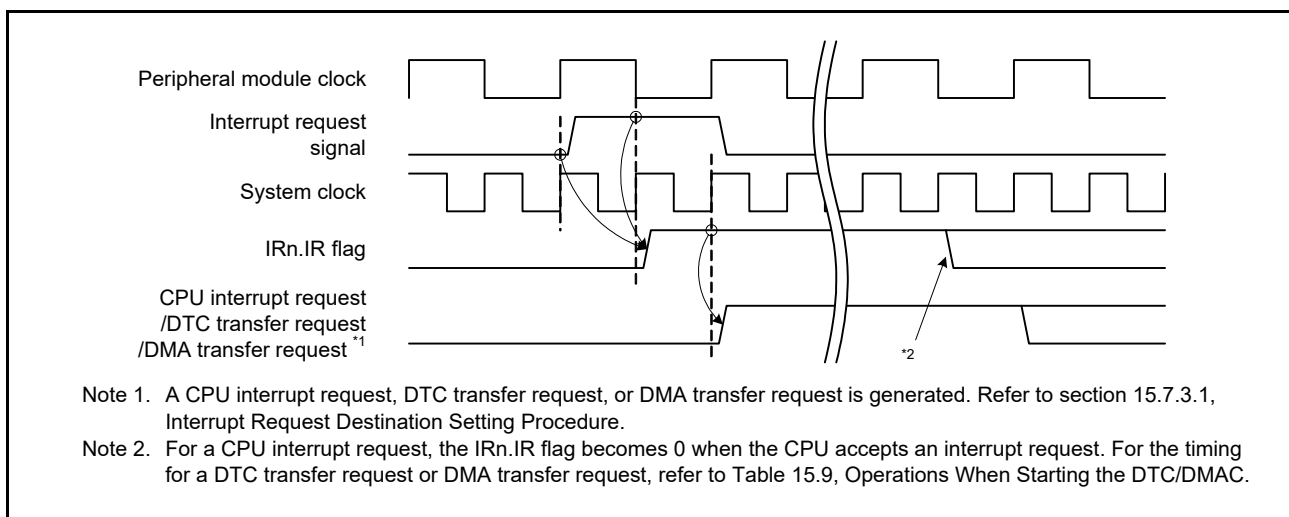 Peripheral module clock
Interrupt request
signal
System clock
IRn.IR flag
CPU interrupt request
/DTC transfer request
/DMA transfer request *1
*2
Note 1. A CPU interrupt request, DTC transfer request, or DMA transfer request is generated. Refer to section 15.7.3.1,
Interrupt Request Destination Setting Procedure.
Note 2. For a CPU interrupt request, the IRn.IR flag becomes 0 when the CPU accepts an interrupt request. For the timing
for a DTC transfer request or DMA transfer request, refer to Table 15.9, Operations When Starting the DTC/DMAC.